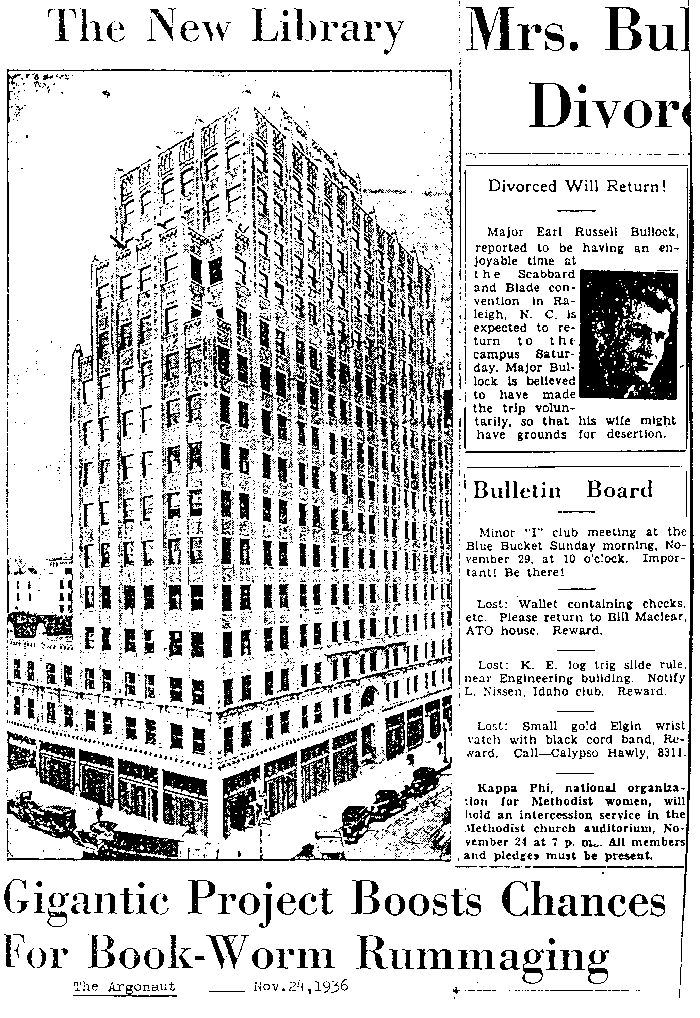 The New Library
Gigantic Project Boosts Chances
For Book-Worm Rummaging
The Argonaut Nov.24,1936
Mrs. Bul
Divorc
Divorced Will Return!
Major Earl Russell Bullock,
reported to be having an en-
joyable time at
the Scabbard
and Blade con-
vention in Ra-
leigh, N. C. is
expected to re-
turn to the
campus Satur-
day. Major Bul-
lock is believed
to have made
the trip volun-
tarily, so that his wife might
have grounds for desertion.
Bulletin Board
Minor "I" club meeting at the
Blue Bucket Sunday morning, No-
vember 29, at 10 o'clock. Impor-
tant! Be there!
Lost: Wallet containing checks,
etc. Please return to Bill Maclear,
ATO house. Reward.
Lost: K. E. log trig slide rule,
near Engineering building. Notify
L. Nissen, Idaho club. Reward.
Lost: Small gold Elgin wrist
watch with black cord band, Re-
ward. Call—Calypso Hawly, 8311.
Kappa Phi, national organiza-
tion for Methodist women, will
hold an intercession service in the
Methodist church auditorium, No-
vember 24 at 7 p. m.. All members
and pledges must be present.